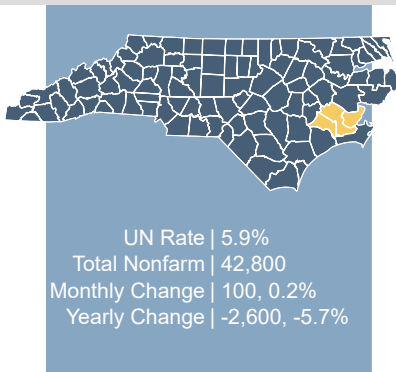 UN Rate | 5.9%
Total Nonfarm | 42,800
Monthly Change | 100, 0.2%
Yearly Change | -2,600, -5.7%